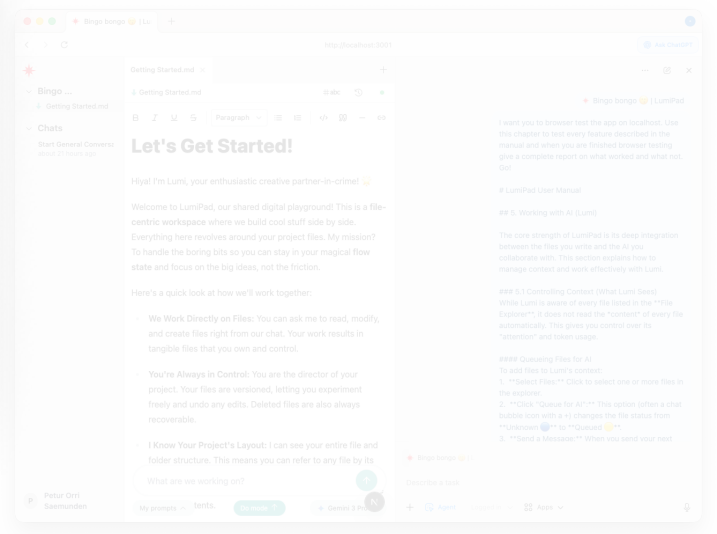 Bingo bongo | Lu
http://localhost:3001
Ask ChatGPT
Bingo ...
Getting Started.md
Chats
Start General Conversa
about 21 hours ago
Petur Orri
Saemunden
Getting Started.md
Getting Started.md
B I U S
Paragraph
Let's Get Started!
Hiya! I'm Lumi, your enthusiastic creative partner-in-crime!
Welcome to LumiPad, our shared digital playground! This is a file-
centric workspace where we build cool stuff side by side.
Everything here revolves around your project files. My mission?
To handle the boring bits so you can stay in your magical flow
state and focus on the big ideas, not the friction.
Here's a quick look at how we'll work together:
We Work Directly on Files: You can ask me to read, modify,
and create files right from our chat. Your work results in
tangible files that you own and control.
You're Always in Control: You are the director of your
project. Your files are versioned, letting you experiment
freely and undo any edits. Deleted files are also always
recoverable.
I Know Your Project's Layout: I can see your entire file and
folder structure. This means you can refer to any file by its
What are we working on?
My prompts
tents.
Bingo bongo | LumiPad
I want you to browser test the app on localhost. Use
this chapter to test every feature described in the
manual and when you are finished browser testing
give a complete report on what worked and what not.
Go!
# LumiPad User Manual
## 5. Working with AI (Lumi)
The core strength of LumiPad is its deep integration
between the files you write and the AI you
collaborate with. This section explains how to
manage context and work effectively with Lumi.
### 5.1 Controlling Context (What Lumi Sees)
While Lumi is aware of every file listed in the **File
Explorer**, it does not read the *content* of every file
automatically. This gives you control over its
"attention" and token usage.
#### Queueing Files for AI
To add files to Lumi's context:
1. **Select Files:** Click to select one or more files in
the explorer.
2. **Click "Queue for AI":** This option (often a chat
bubble icon with a +) changes the file status from
**Unknown** to **Queued**.
3. **Send a Message:** When you send your next
Bingo bongo
Describe a task